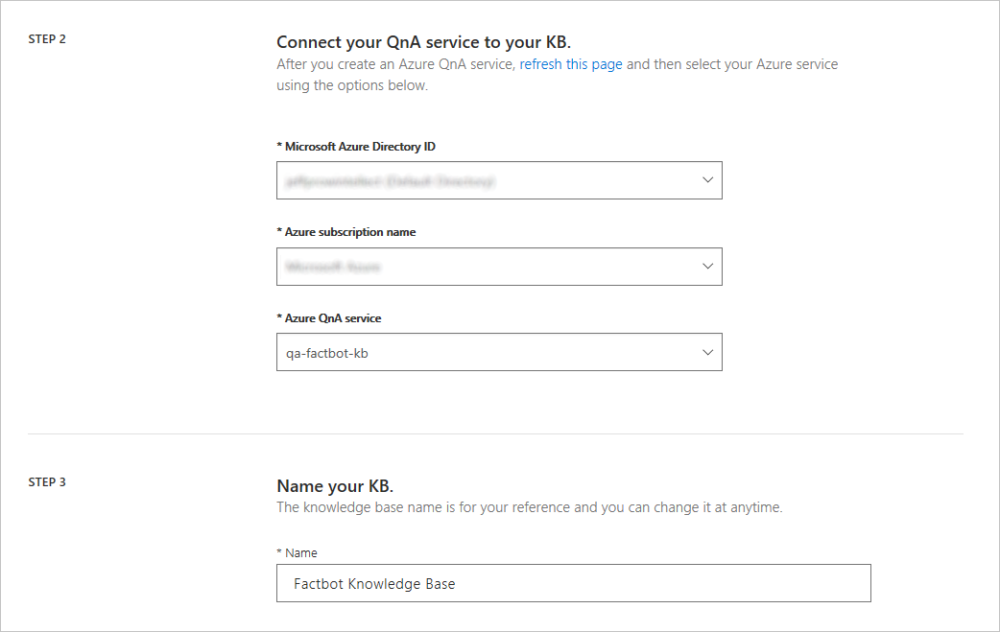 STEP 2
Connect your QnA service to your KB.
After you create an Azure QnA service, refresh this page and then select your Azure service
using the options below.
* Microsoft Azure Directory ID
* Azure subscription name
* Azure QnA service
qa-factbot-kb
STEP 3
Name your KB.
The knowledge base name is for your reference and you can change it at anytime.
* Name
Factbot Knowledge Base